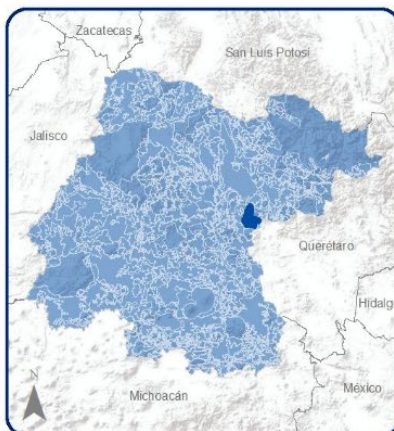 Zacatecas
San Luis Potosí
Jalisco
Querétaro
Hidalg
N
Michoacán
México